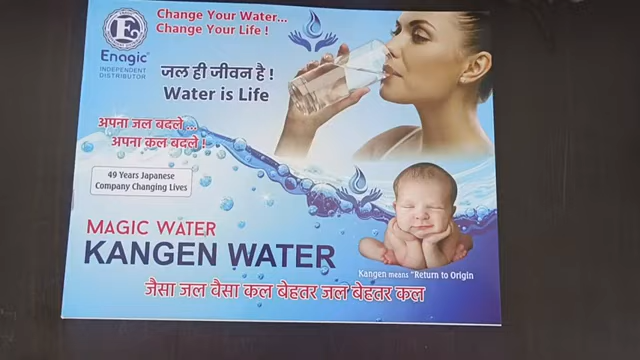 Change Your Water...
Change Your Life !
Enagic
INDEPENDENT
DISTRIBUTOR
जल ही जीवन है !
Water is Life
अपना जल बदलें...
अपना कल बदलें !
49 Years Japanese
Company Changing Lives
MAGIC WATER
KANGEN WATER
Kangen means "Return to Origin
जैसा जल वैसा कल बेहतर जल बेहतर कल